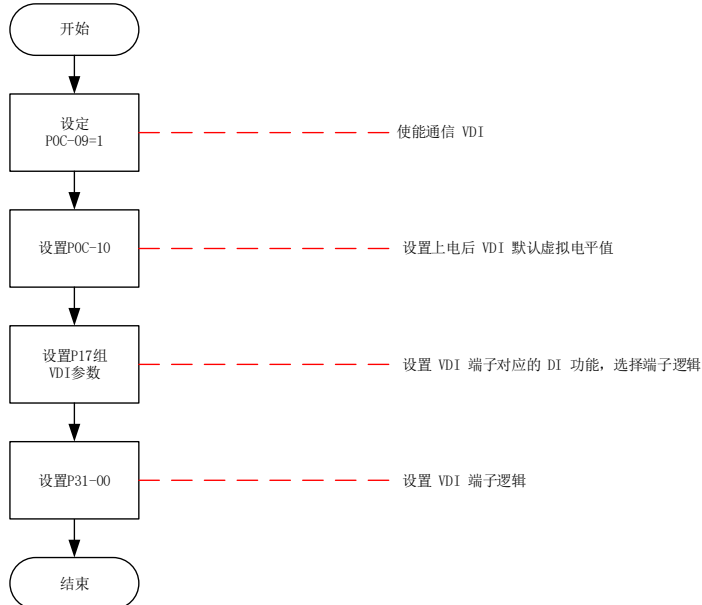 开始
设定
P0C-09=1
使能通信 VDI
设置P0C-10
设置上电后 VDI 默认虚拟电平值
设置P17组
VDI参数
设置 VDI 端子对应的 DI 功能，选择端子逻辑
设置P31-00
设置 VDI 端子逻辑
结束